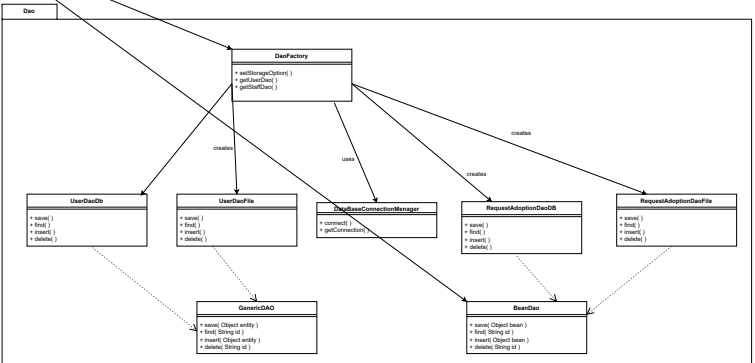 Dao
DaoFactory
+ setStorageOption( )
+ getUserDao( )
+ getStaffDao( )
creates
uses
creates
creates
UserDaoDb
+ save( )
+ find( )
+ insert( )
+ delete( )
UserDaoFile
+ save( )
+ find( )
+ insert( )
+ delete( )
DataBaseConnectionMenager
+ connect( )
+ getConnection( )
RequestAdoptionDaoDB
+ save( )
+ find( )
+ insert( )
+ delete( )
RequestAdoptionDaoFile
+ save( )
+ find( )
+ insert( )
+ delete( )
GenericDAO
+ save( Object entity )
+ find( String id )
+ insert( Object entity )
+ delete( String id )
BeanDao
+ save( Object bean )
+ find( String id )
+ insert( Object bean )
+ delete( String id )